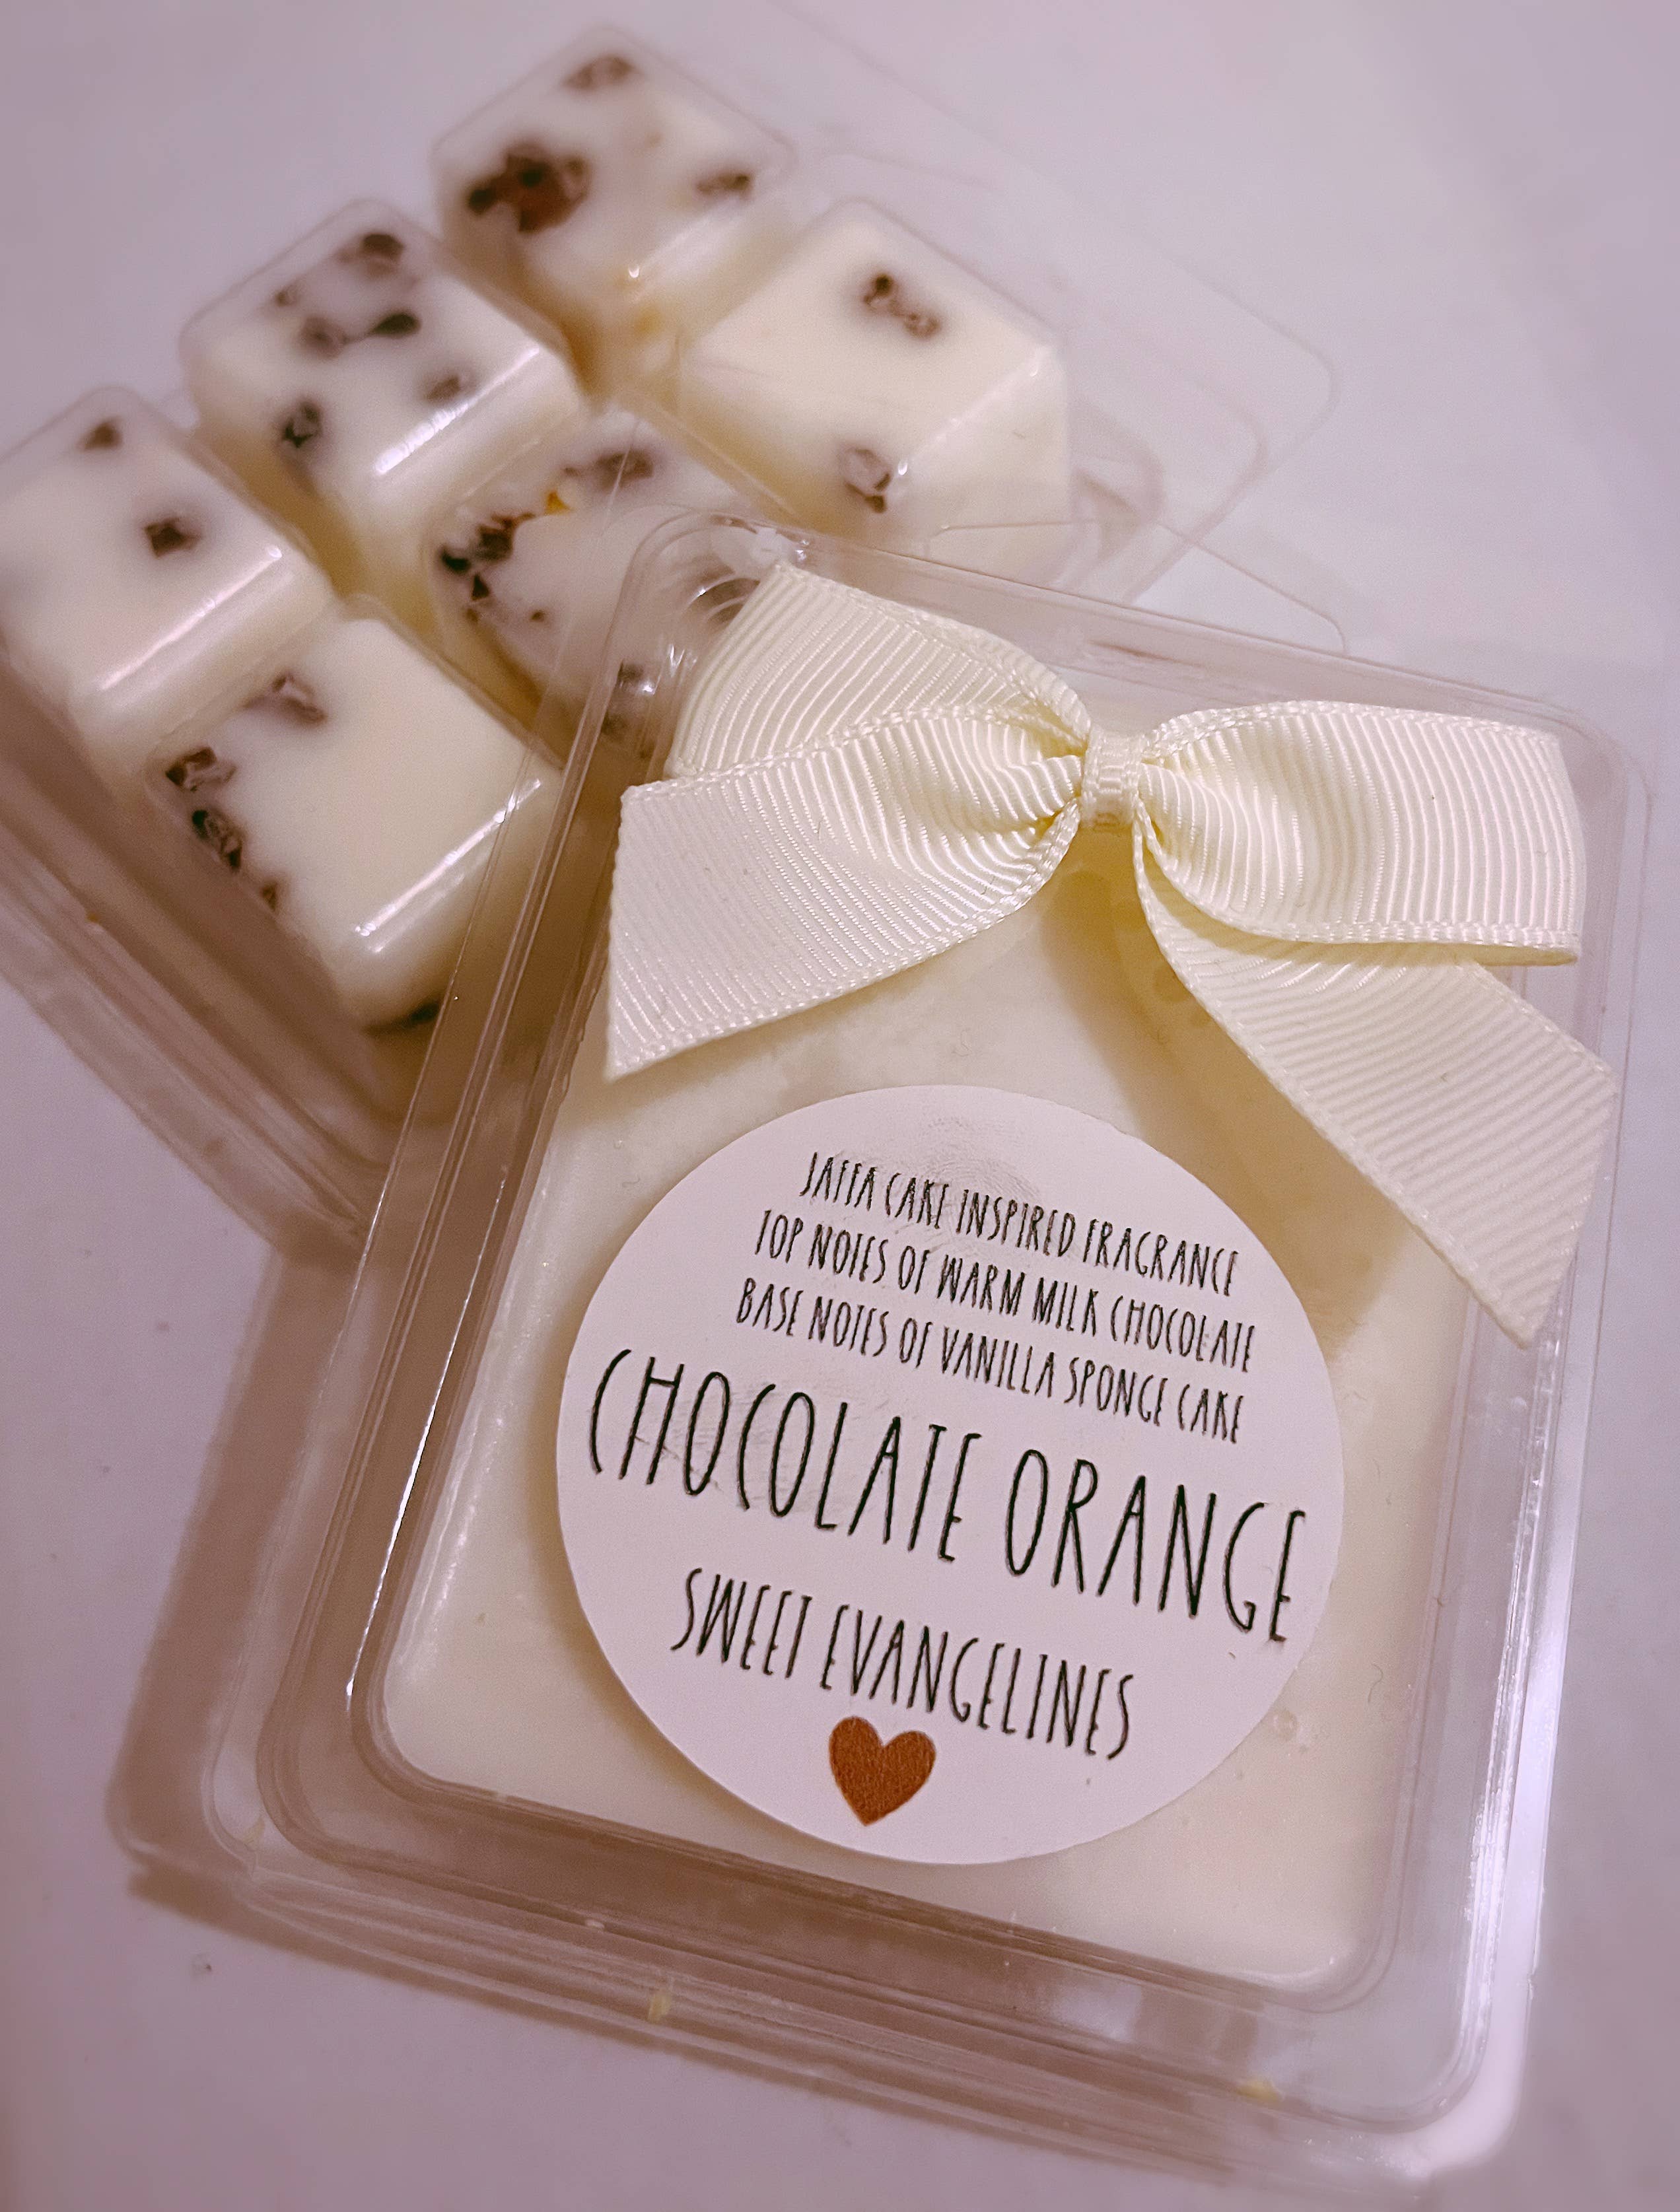 JAFFA CAKE INSPIRED FRAGRANCE
TOP NOTES OF WARM MILK CHOCOLATE
BASE NOTES OF VANILLA SPONGE CAKE
CHOCOLATE ORANGE
SWEET EVANGELINES